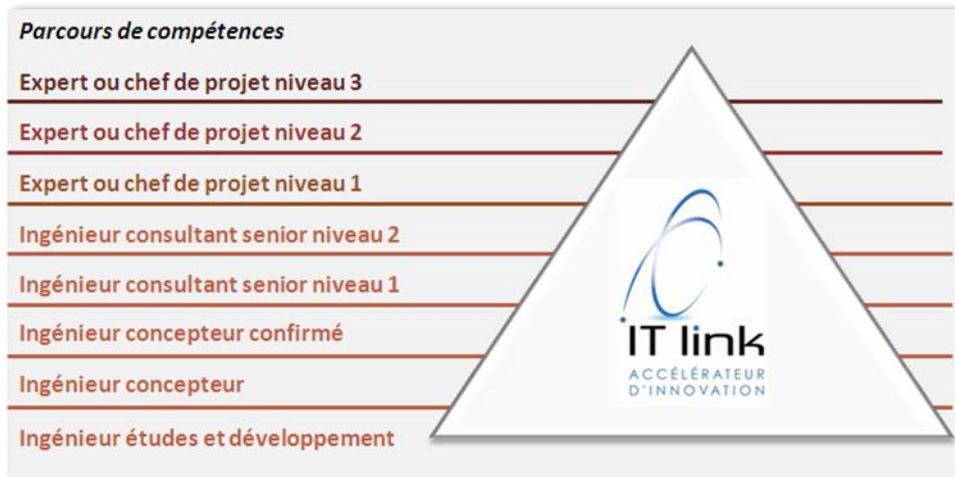 Parcours de compétences
Expert ou chef de projet niveau 3
Expert ou chef de projet niveau 2
Expert ou chef de projet niveau 1
Ingénieur consultant senior niveau 2
Ingénieur consultant senior niveau 1
Ingénieur concepteur confirmé
Ingénieur concepteur
Ingénieur études et développement
IT link
ACCÉLÉRATEUR
D'INNOVATION